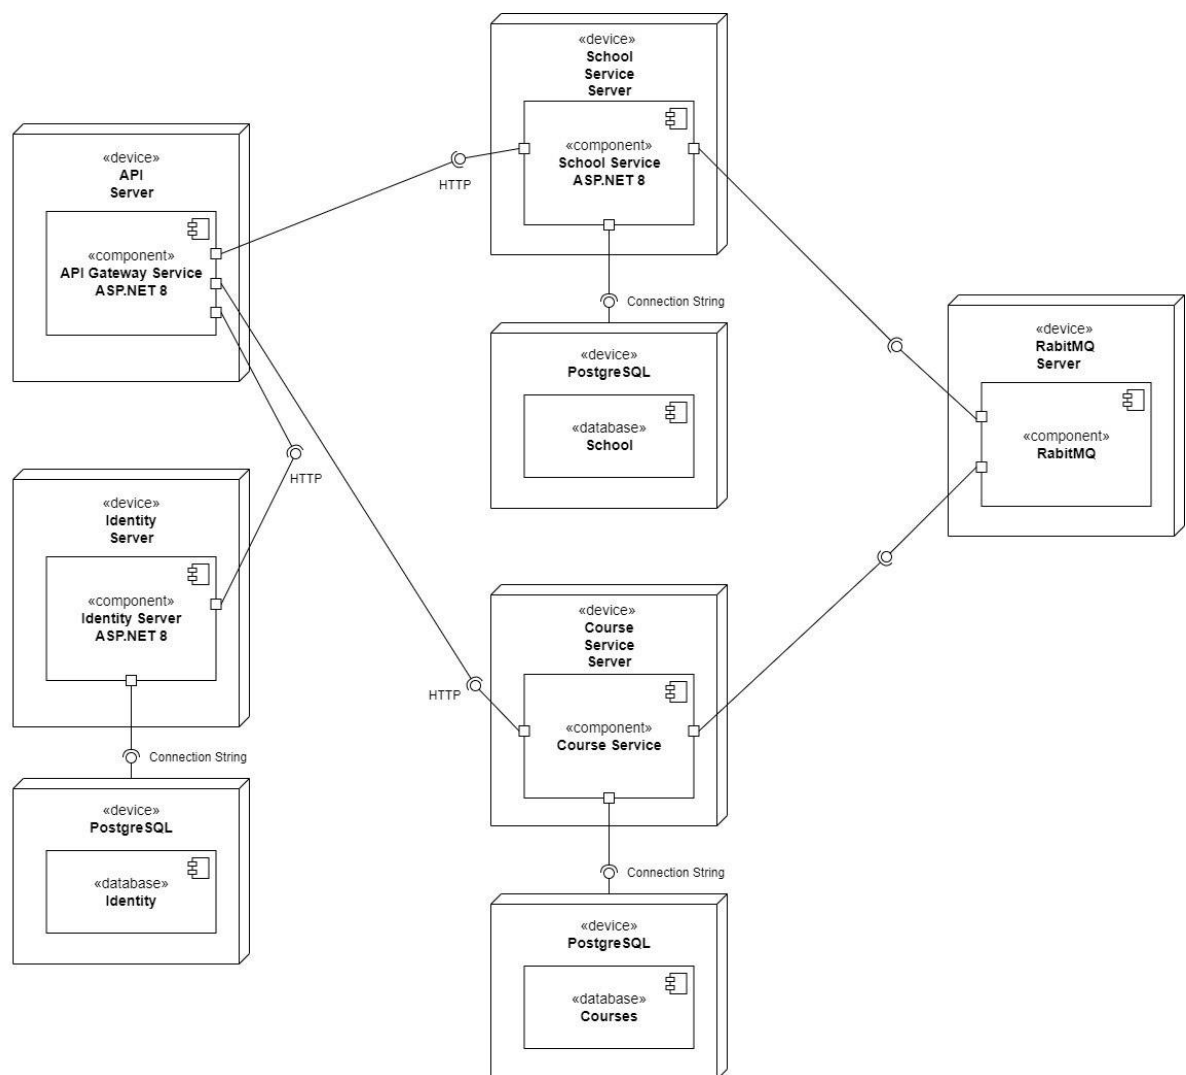 «device»
School
Service
Server
«component»
School Service
ASP.NET 8
«device»
API
Server
«component»
API Gateway Service
ASP.NET 8
HTTP
Connection String
«device»
PostgreSQL
«database»
School
«device»
RabitMQ
Server
«component»
RabitMQ
HTTP
«device»
Identity
Server
«component»
Identity Server
ASP.NET 8
Connection String
«device»
PostgreSQL
«database»
Identity
HTTP
«device»
Course
Service
Server
«component»
Course Service
Connection String
«device»
PostgreSQL
«database»
Courses